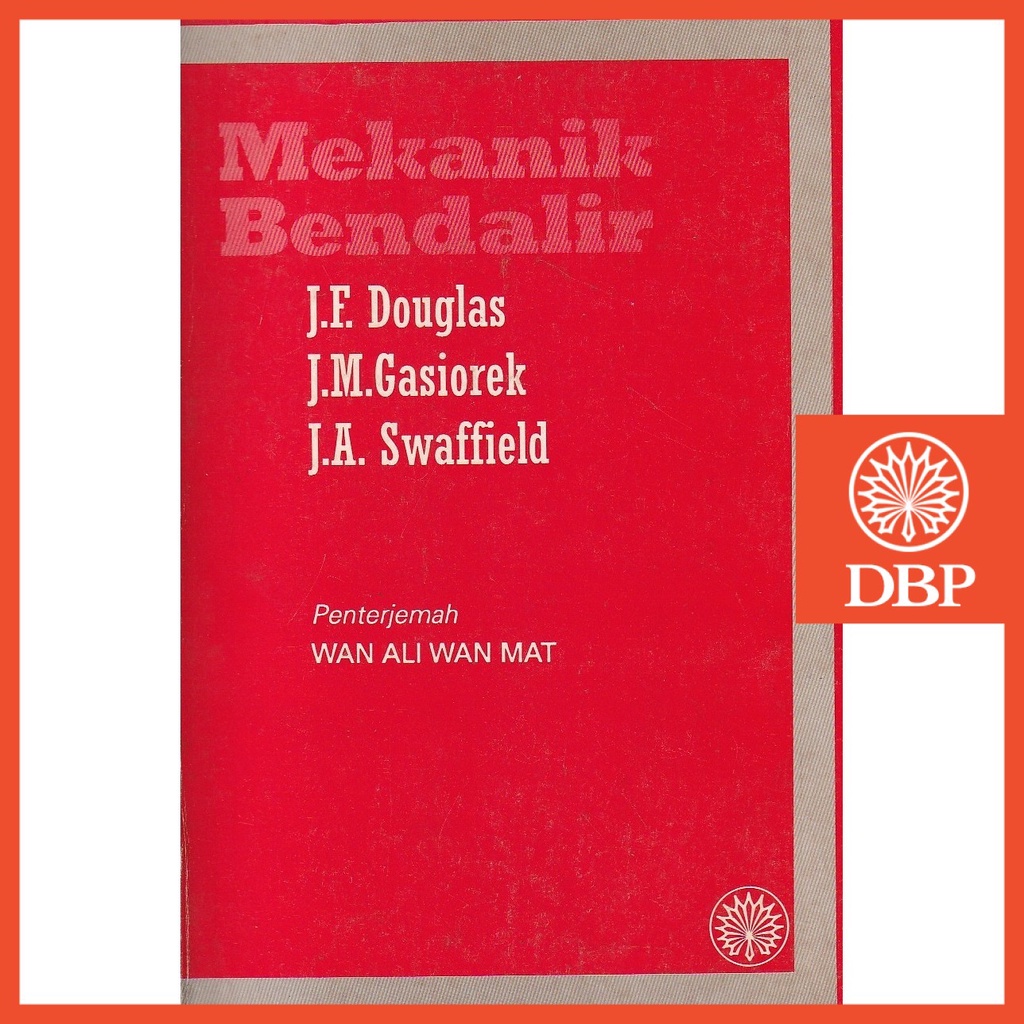 Mekanik
Bendalir
J.F. Douglas
J.M.Gasiorek
J.A. Swaffield
Penterjemah
WAN ALI WAN MAT
DBP